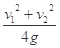 v₁² + v₂²
4g